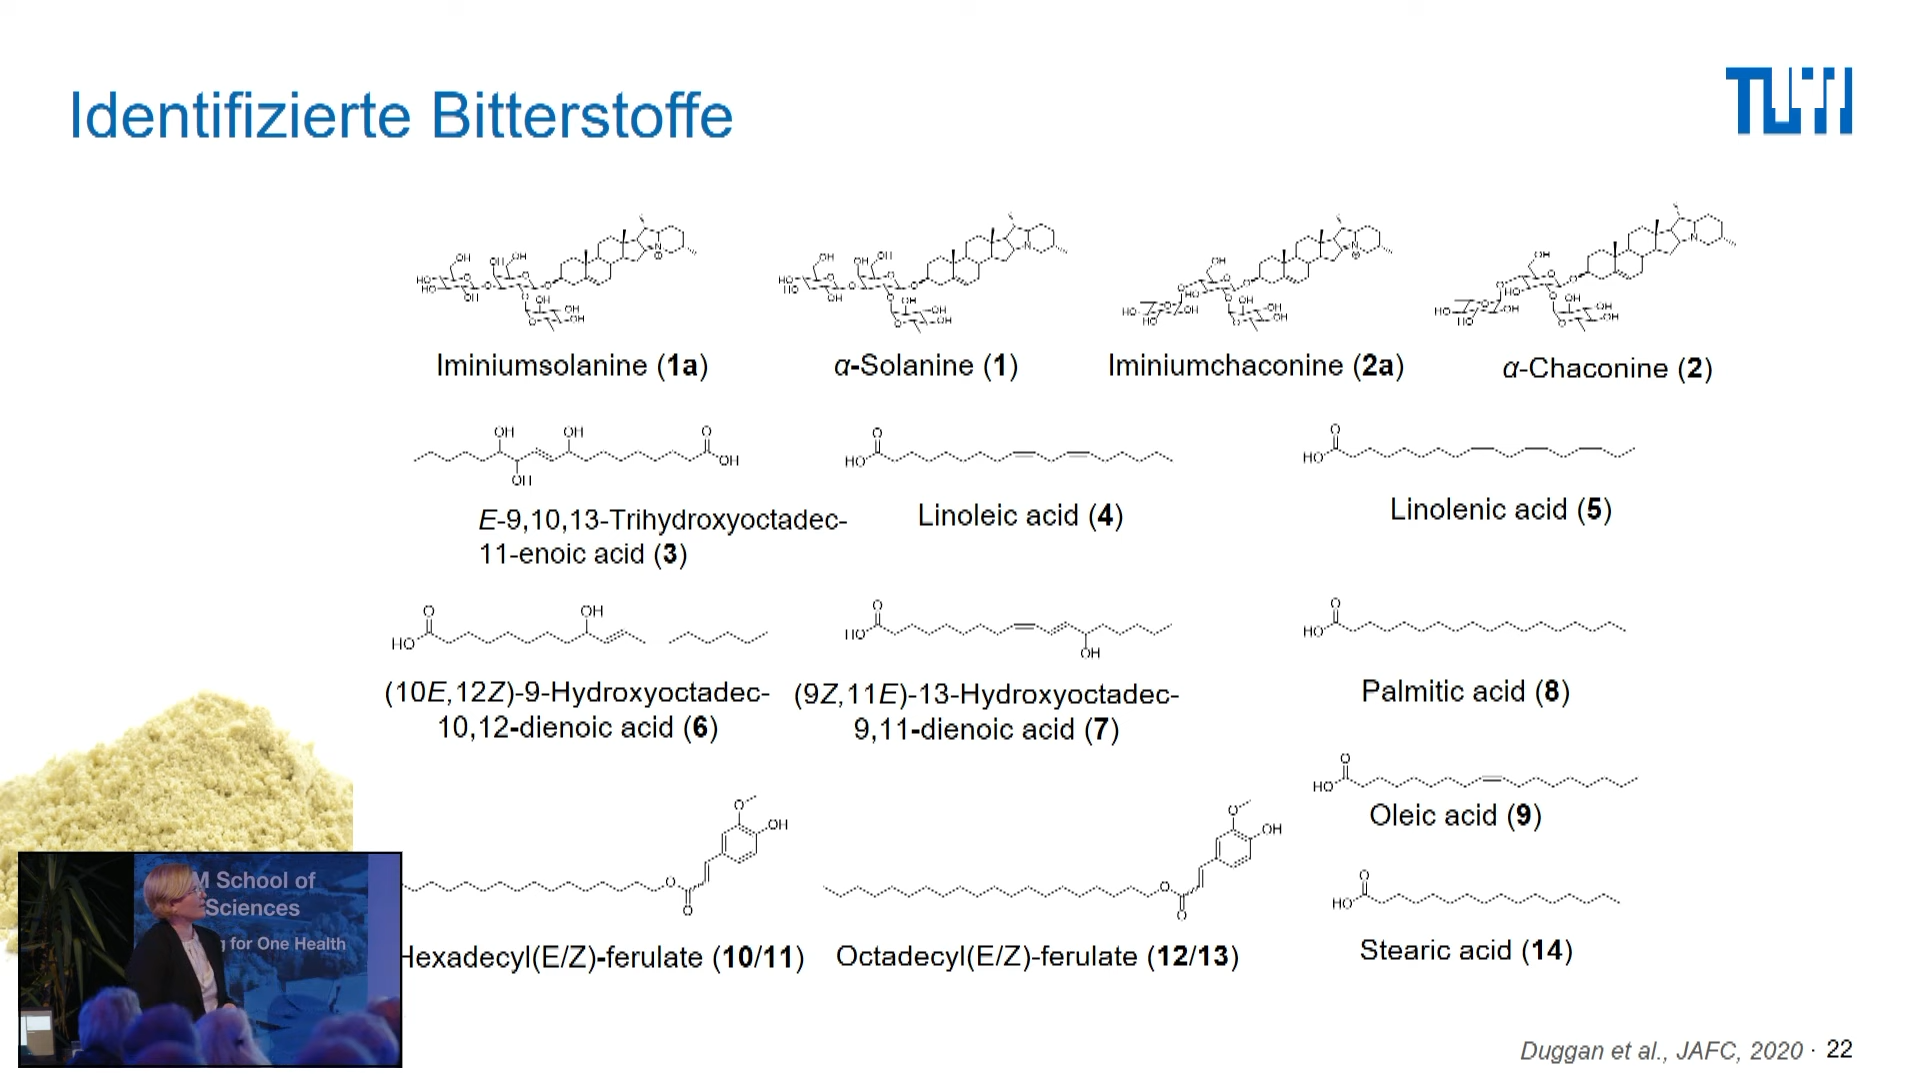 Identifizierte Bitterstoffe
TUM
Iminiumsolanine (1a)
α-Solanine (1)
Iminiumchaconine (2a)
α-Chaconine (2)
E-9,10,13-Trihydroxyoctadec-
11-enoic acid (3)
Linoleic acid (4)
Linolenic acid (5)
(10E,12Z)-9-Hydroxyoctadec-
10,12-dienoic acid (6)
(9Z,11E)-13-Hydroxyoctadec-
9,11-dienoic acid (7)
Palmitic acid (8)
Oleic acid (9)
Hexadecyl(E/Z)-ferulate (10/11)
Octadecyl(E/Z)-ferulate (12/13)
Stearic acid (14)
M School of
Sciences
for One Health
Duggan et al., JAFC, 2020 · 22